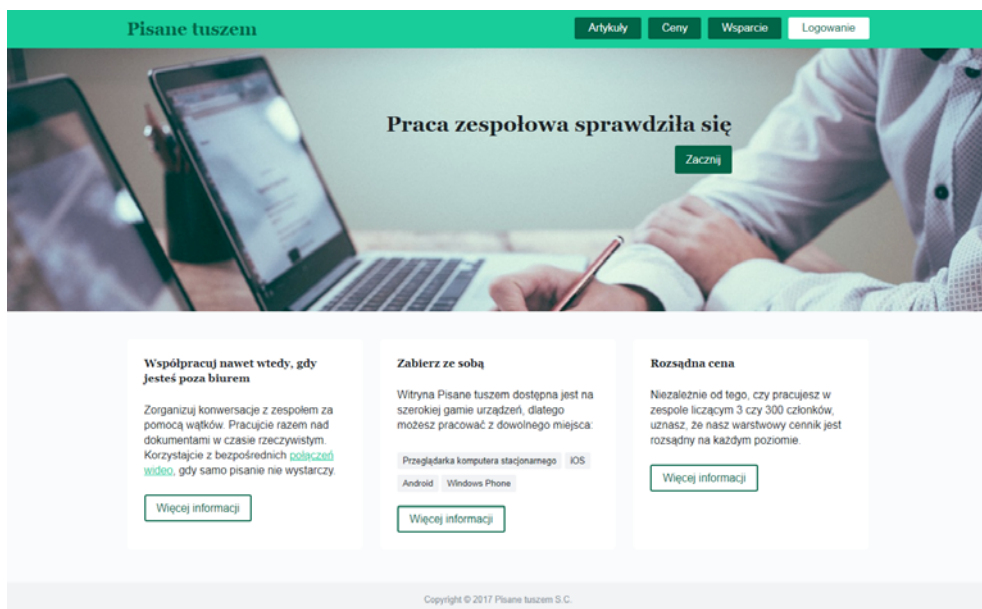 Pisane tuszem
Artykuły Ceny Wsparcie Logowanie
Praca zespołowa sprawdziła się
Zacznij
Współpracuj nawet wtedy, gdy
jesteś poza biurem
Zorganizuj konwersacje z zespołem za
pomocą wątków. Pracujcie razem nad
dokumentami w czasie rzeczywistym.
Korzystajcie z bezpośrednich połączeń
wideo, gdy samo pisanie nie wystarczy.
Więcej informacji
Zabierz ze sobą
Witryna Pisane tuszem dostępna jest na
szerokiej gamie urządzeń, dlatego
możesz pracować z dowolnego miejsca:
Przeglądarka komputera stacjonarnego iOS
Android Windows Phone
Więcej informacji
Rozsądna cena
Niezależnie od tego, czy pracujesz w
zespole liczącym 3 czy 300 członków,
uznasz, że nasz warstwowy cennik jest
rozsądny na każdym poziomie.
Więcej informacji
Copyright © 2017 Pisane tuszem S.C.